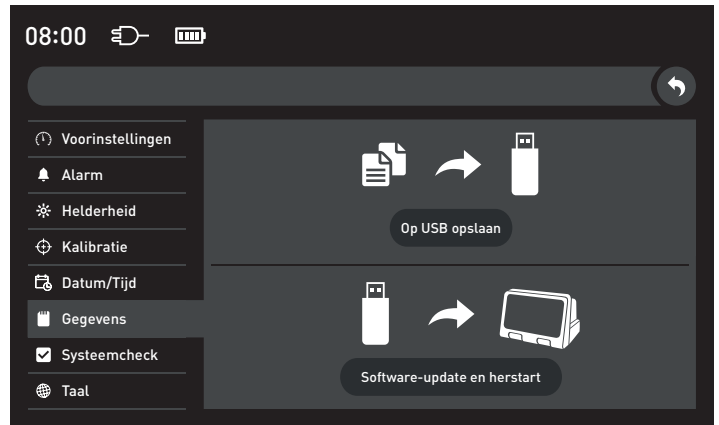 08:00
Voorinstellingen
Alarm
Helderheid
Kalibratie
Datum/Tijd
Gegevens
Systeemcheck
Taal
Op USB opslaan
Software-update en herstart